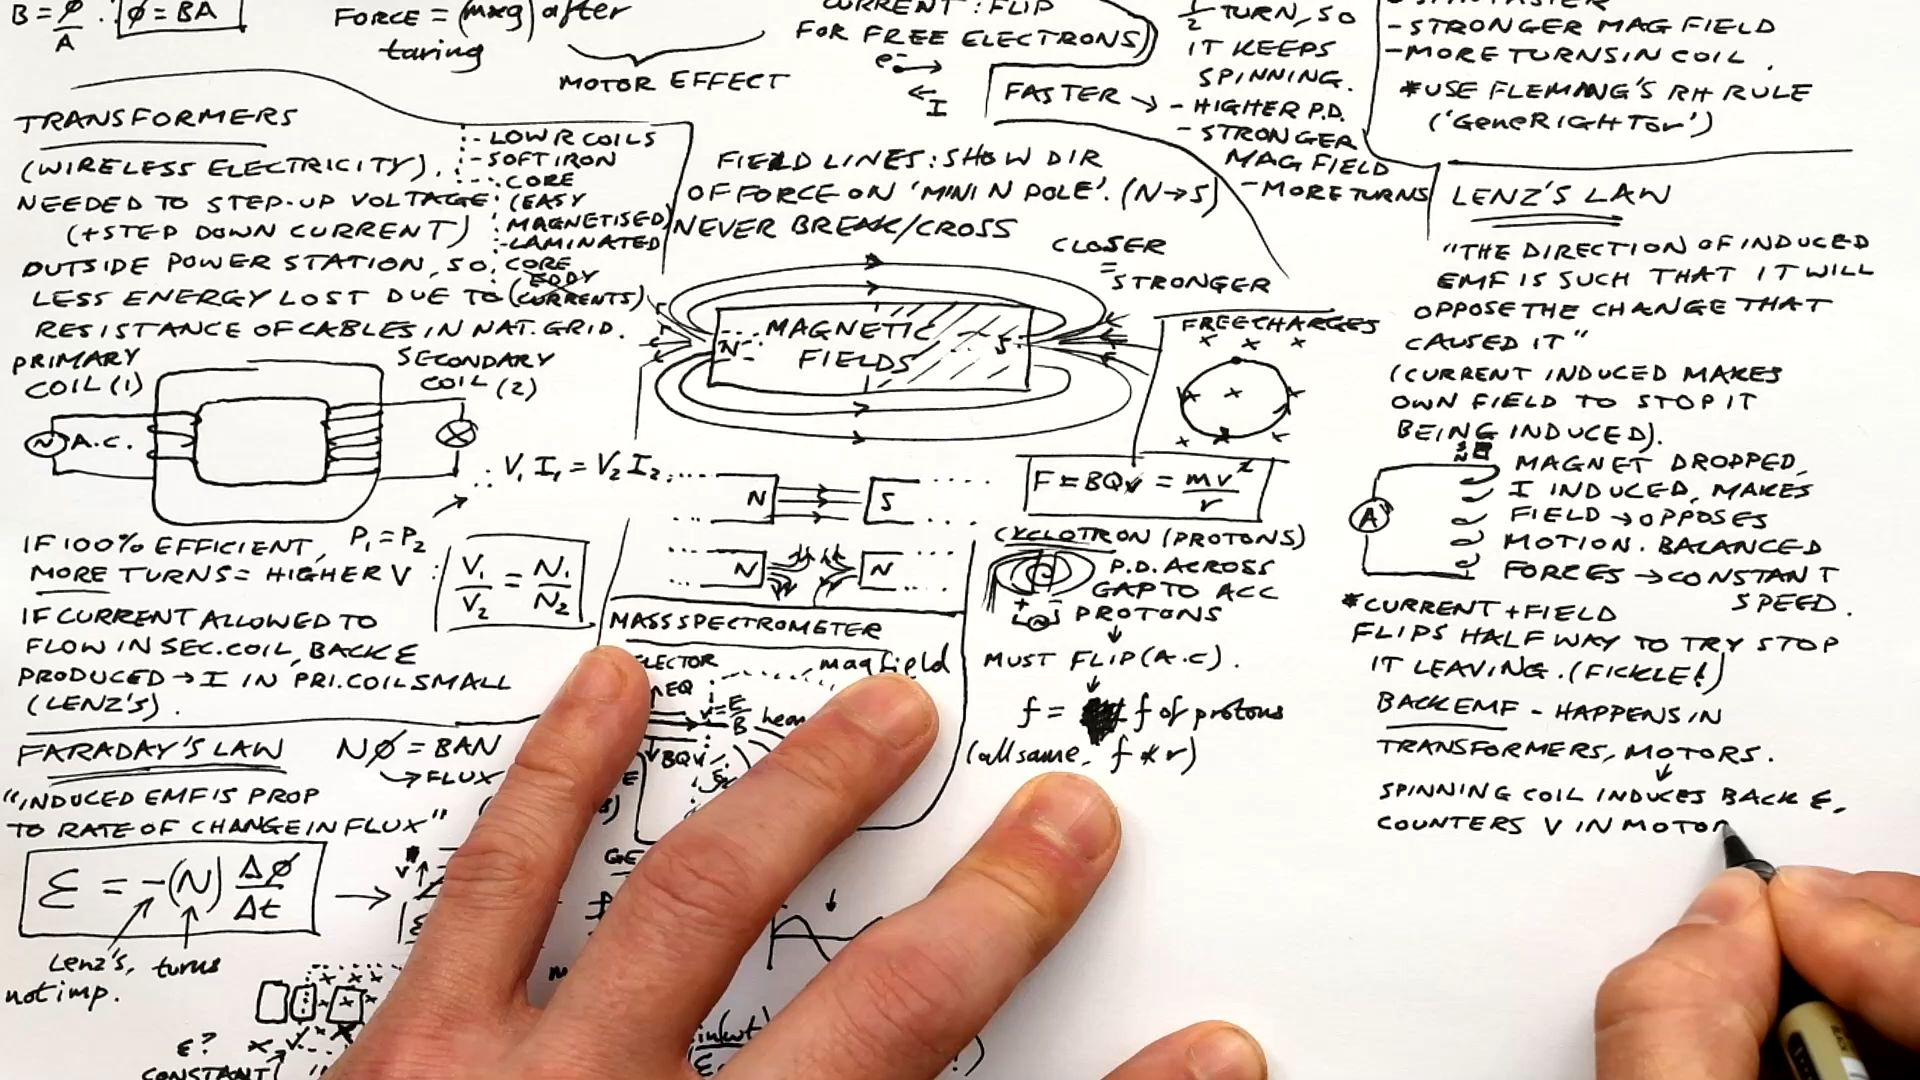 B = φ/A . φ = BA
FORCE = (mxg) after
taring
MOTOR EFFECT
CURRENT : FLIP
FOR FREE ELECTRONS)
e-
I
FASTER → - HIGHER P.D.
1/2 TURN, SO
IT KEEPS
SPINNING.
- STRONGER
MAG FIELD
- MORE TURNS
- STRONGER MAG FIELD
- MORE TURNS IN COIL.
*USE FLEMING'S RH RULE
('GeneRIGHTor')
TRANSFORMERS
(WIRELESS ELECTRICITY).
NEEDED TO STEP-UP VOLTAGE
(+STEP DOWN CURRENT)
OUTSIDE POWER STATION, SO
LESS ENERGY LOST DUE TO
RESISTANCE OF CABLES IN NAT. GRID.
- LOW R COILS
- SOFT IRON
CORE
(EASY
MAGNETISED)
- LAMINATED
CORE
(EDDY
CURRENTS)
PRIMARY
COIL (1)
SECONDARY
COIL (2)
A.C.
V₁ I₁ = V₂ I₂
IF 100% EFFICIENT, P₁ = P₂
MORE TURNS = HIGHER V
V₁/V₂ = N₁/N₂
IF CURRENT ALLOWED TO
FLOW IN SEC. COIL, BACK ε
PRODUCED → I IN PRI. COIL SMALL
(LENZ'S).
FARADAY'S LAW
Nφ = BAN
→ FLUX
"INDUCED EMF IS PROP
TO RATE OF CHANGE IN FLUX"
ε = -(N) Δφ/Δt →
Lenz's, turns
not imp.
ε?
CONSTANT
FIELD LINES: SHOW DIR
OF FORCE ON 'MINI N POLE'. (N→S)
NEVER BREAK/CROSS
CLOSER
=
STRONGER
MAGNETIC
FIELDS
N S
N S
N N
MASS SPECTROMETER
mag field
EQ
v = E/B
BQv
FREE CHARGES
F = BQv = mv²/r
CYCLOTRON (PROTONS)
P.D. ACROSS
GAP TO ACC
PROTONS
MUST FLIP (A.C).
f = f of protons
(all same,
LENZ'S LAW
"THE DIRECTION OF INDUCED
EMF IS SUCH THAT IT WILL
OPPOSE THE CHANGE THAT
CAUSED IT"
(CURRENT INDUCED MAKES
OWN FIELD TO STOP IT
BEING INDUCED).
A
MAGNET DROPPED,
I INDUCED, MAKES
FIELD → OPPOSES
MOTION. BALANCED
FORCES → CONSTANT
SPEED.
*CURRENT + FIELD
FLIPS HALF WAY TO TRY STOP
IT LEAVING. (FICKLE!)
BACK EMF - HAPPENS IN
TRANSFORMERS, MOTORS.
SPINNING COIL INDUCES BACK ε,
COUNTERS V IN MOTOR